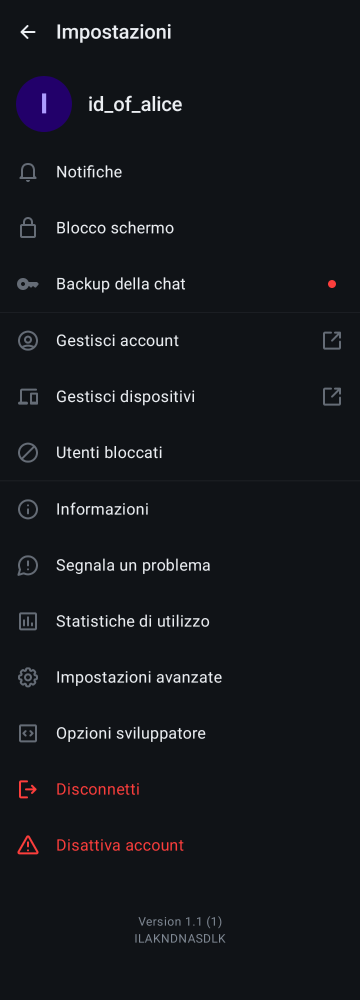 Impostazioni
I
id_of_alice
Notifiche
Blocco schermo
Backup della chat
Gestisci account
Gestisci dispositivi
Utenti bloccati
Informazioni
Segnala un problema
Statistiche di utilizzo
Impostazioni avanzate
Opzioni sviluppatore
Disconnetti
Disattiva account
Version 1.1 (1)
ILAKNDNASDLK